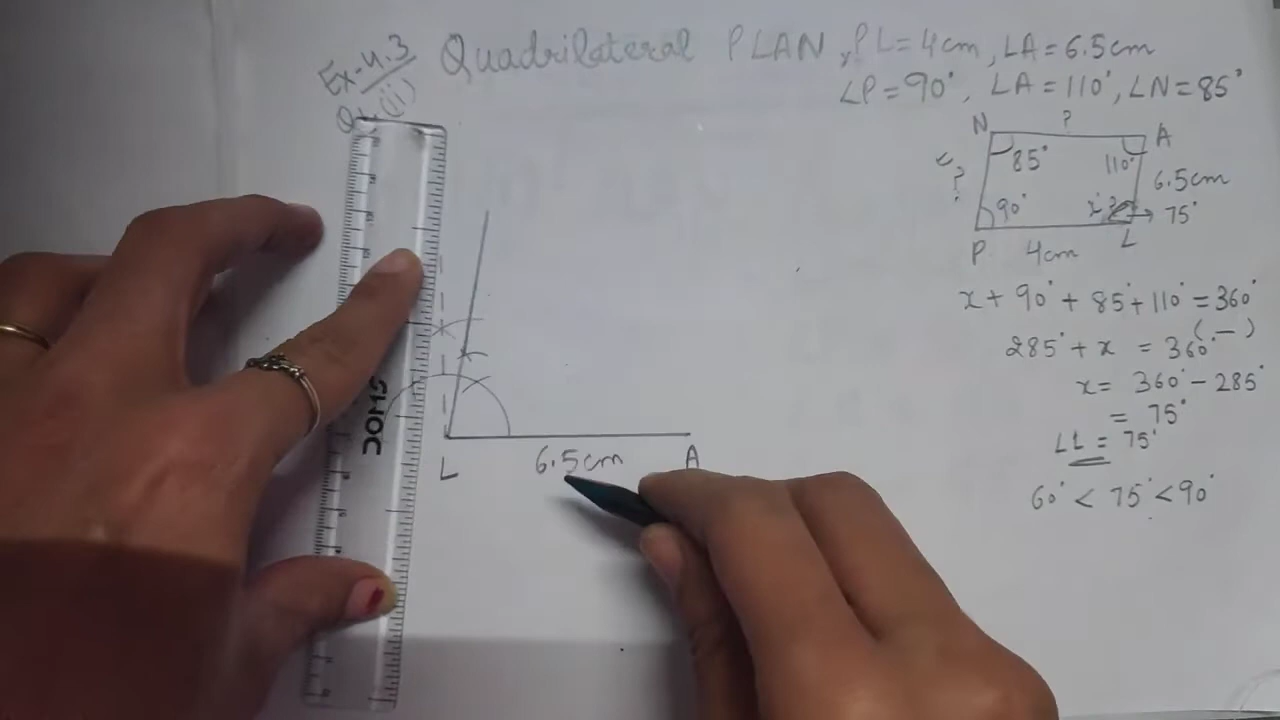 Ex-4.3
Q1.(ii)
Quadrilateral PLAN, PL=4cm, LA=6.5cm
∠P=90°, ∠A=110°, ∠N=85°
N ? A
85° 110°
? 6.5cm
90° x? 75°
P 4cm L
x+90°+85°+110°=360°
(-)
285°+x = 360°
x= 360°-285°
= 75°
∠L = 75°
60° < 75° < 90°
DOMS
L 6.5cm A